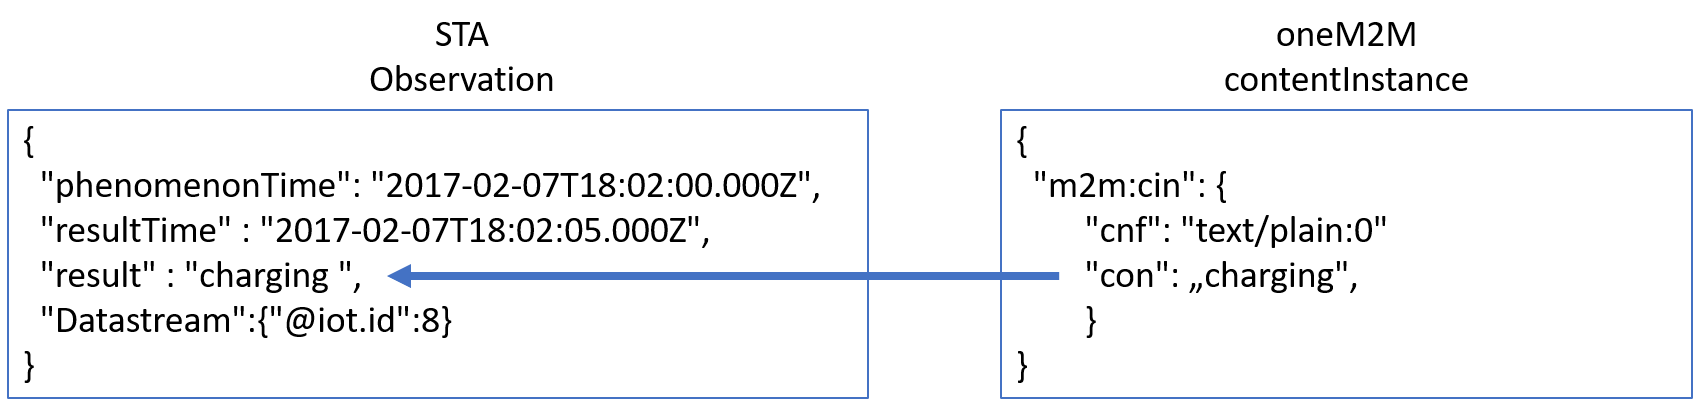 STA
Observation
{
"phenomenonTime": "2017-02-07T18:02:00.000Z",
"resultTime" : "2017-02-07T18:02:05.000Z",
"result" : "charging ",
"Datastream":{"@iot.id":8}
}
oneM2M
contentInstance
{
"m2m:cin": {
"cnf": "text/plain:0"
"con": „charging",
}
}